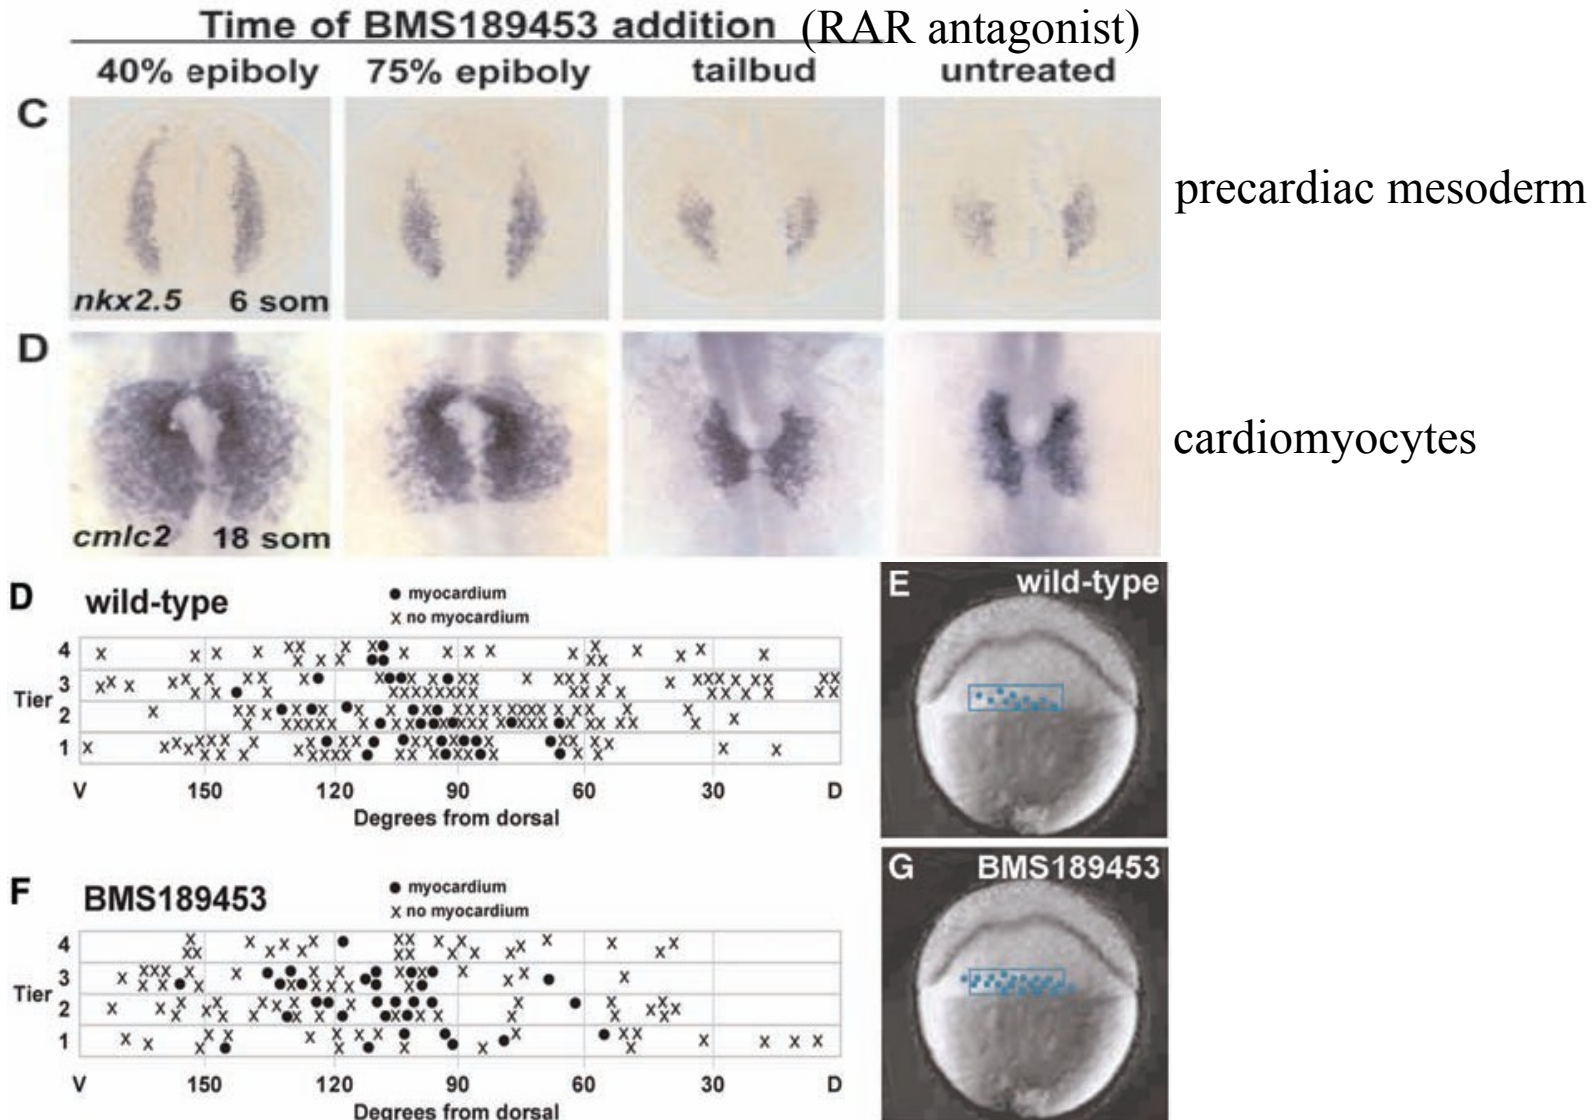 Time of BMS189453 addition (RAR antagonist)
40% epiboly 75% epiboly tailbud untreated
C
nkx2.5 6 som
precardiac mesoderm
D
cmlc2 18 som
cardiomyocytes
D wild-type
● myocardium
x no myocardium
4
3
Tier
2
1
V 150 120 90 60 30 D
Degrees from dorsal
E wild-type
F BMS189453
● myocardium
x no myocardium
4
3
Tier
2
1
V 150 120 90 60 30 D
Degrees from dorsal
G BMS189453